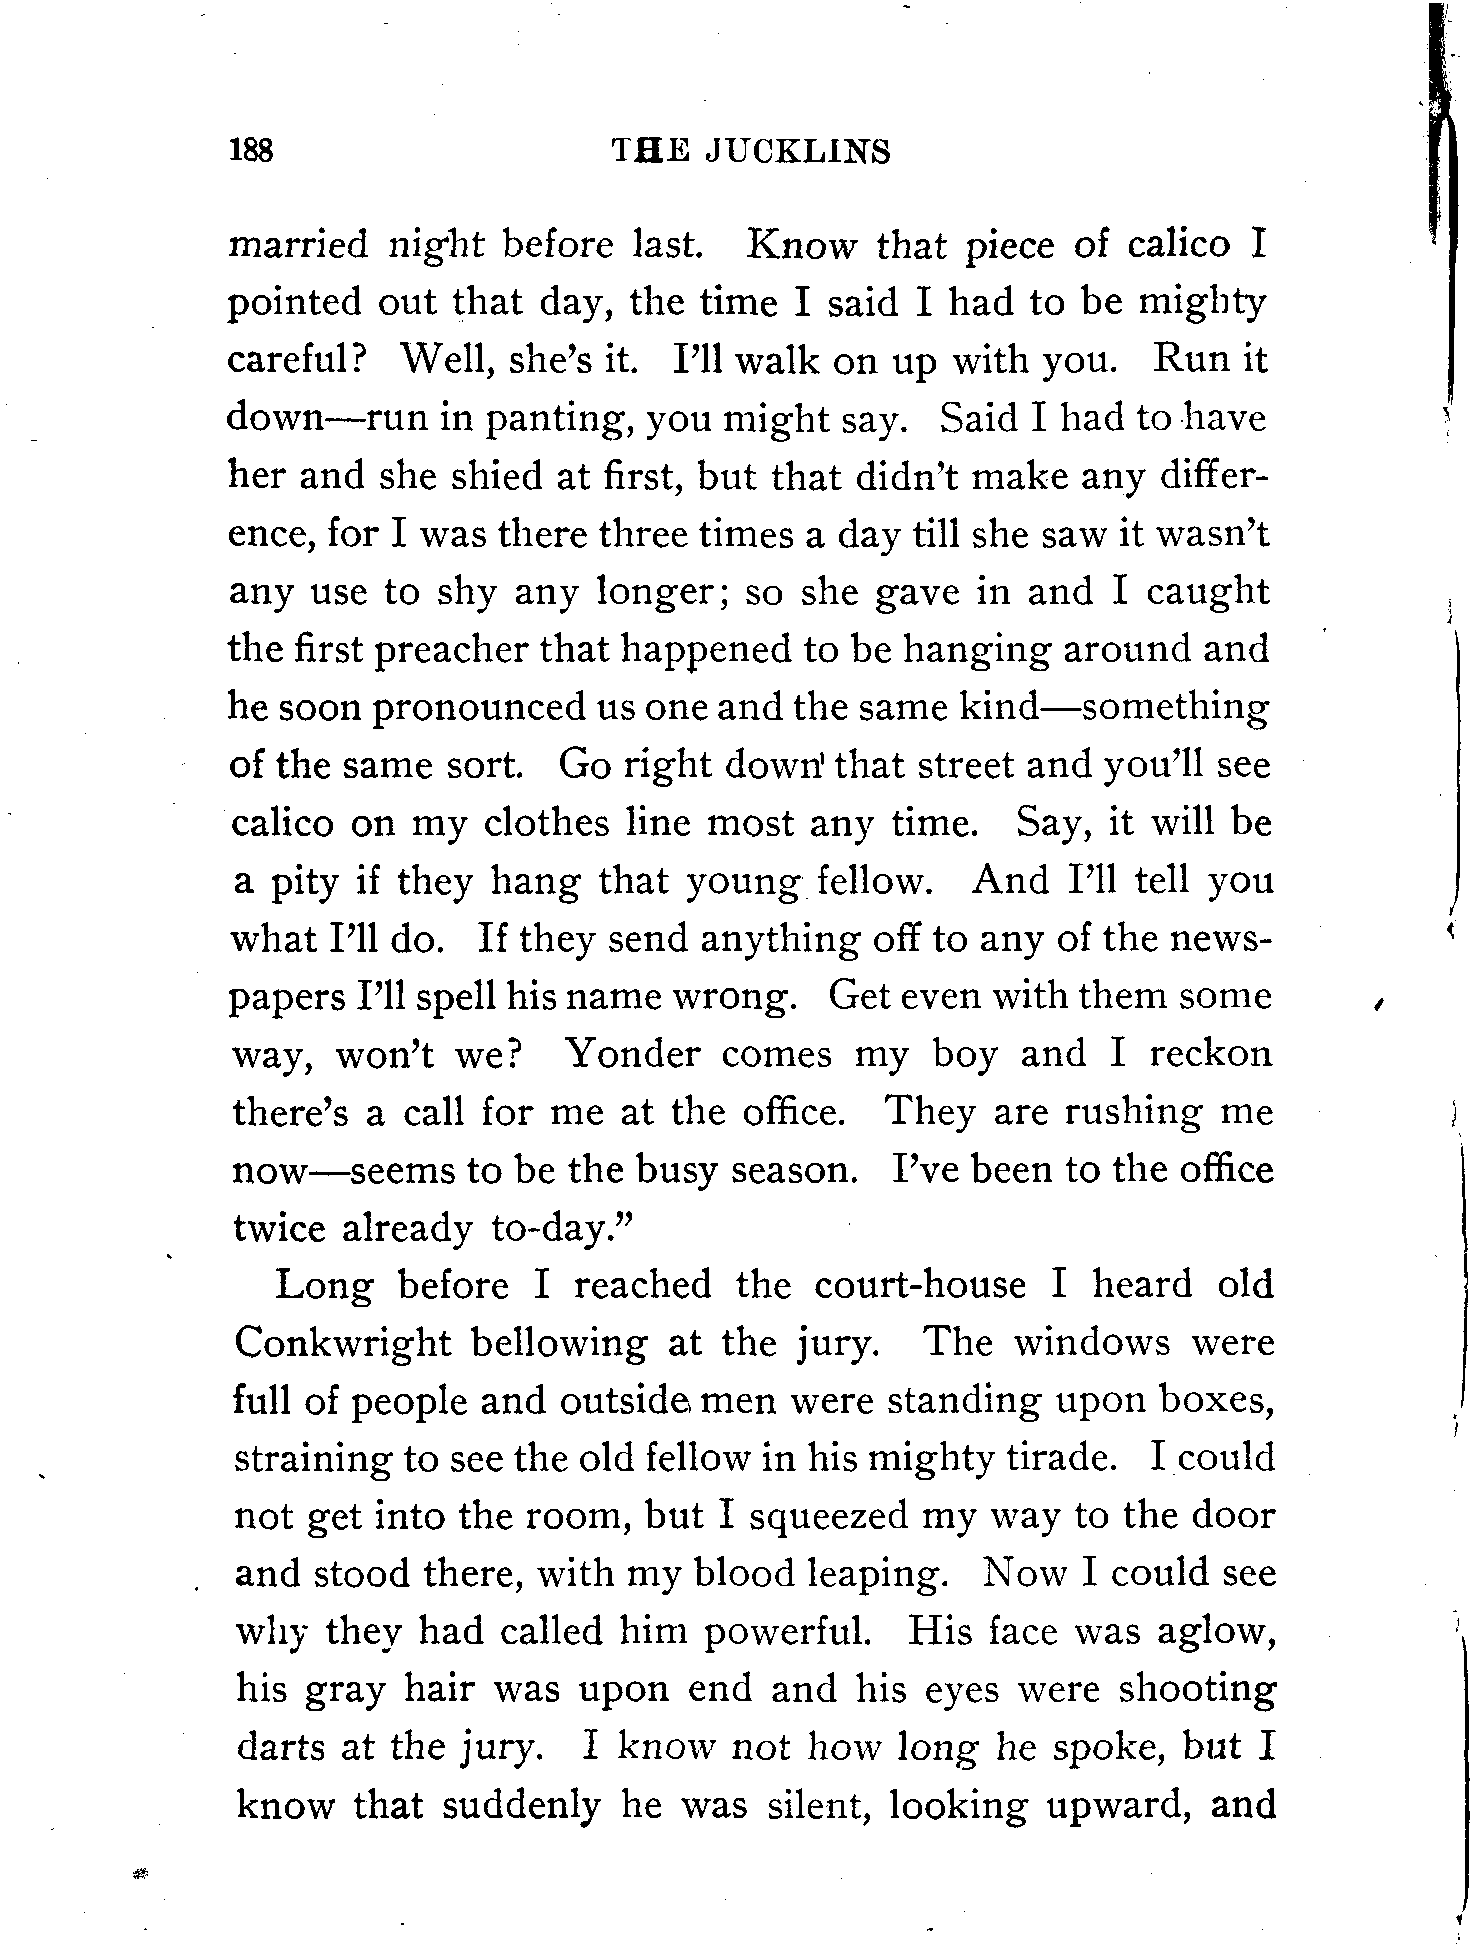 188 THE JUCKLINS
married night before last. Know that piece of calico I
pointed out that day, the time I said I had to be mighty
careful? Well, she's it. I'll walk on up with you. Run it
down—run in panting, you might say. Said I had to have
her and she shied at first, but that didn't make any differ-
ence, for I was there three times a day till she saw it wasn't
any use to shy any longer; so she gave in and I caught
the first preacher that happened to be hanging around and
he soon pronounced us one and the same kind—something
of the same sort. Go right down that street and you'll see
calico on my clothes line most any time. Say, it will be
a pity if they hang that young fellow. And I'll tell you
what I'll do. If they send anything off to any of the news-
papers I'll spell his name wrong. Get even with them some
way, won't we? Yonder comes my boy and I reckon
there's a call for me at the office. They are rushing me
now—seems to be the busy season. I've been to the office
twice already to-day."
Long before I reached the court-house I heard old
Conkwright bellowing at the jury. The windows were
full of people and outside men were standing upon boxes,
straining to see the old fellow in his mighty tirade. I could
not get into the room, but I squeezed my way to the door
and stood there, with my blood leaping. Now I could see
why they had called him powerful. His face was aglow,
his gray hair was upon end and his eyes were shooting
darts at the jury. I know not how long he spoke, but I
know that suddenly he was silent, looking upward, and